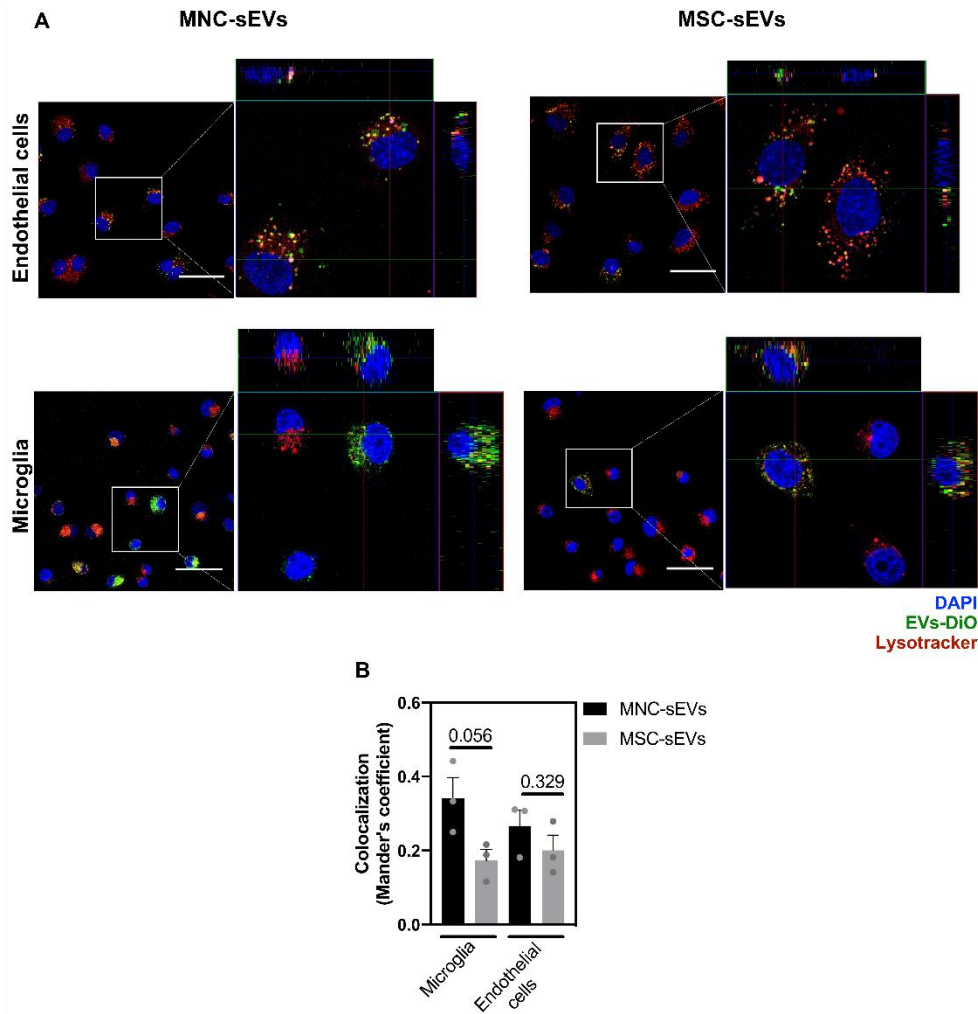 A
MNC-sEVs
MSC-sEVs
Endothelial cells
Microglia
DAPI
EVs-DiO
Lysotracker
B
Colocalization
(Mander's coefficient)
0.6
0.4
0.2
0.0
0.056
0.329
MNC-sEVs
MSC-sEVs
Microglia
Endothelial
cells